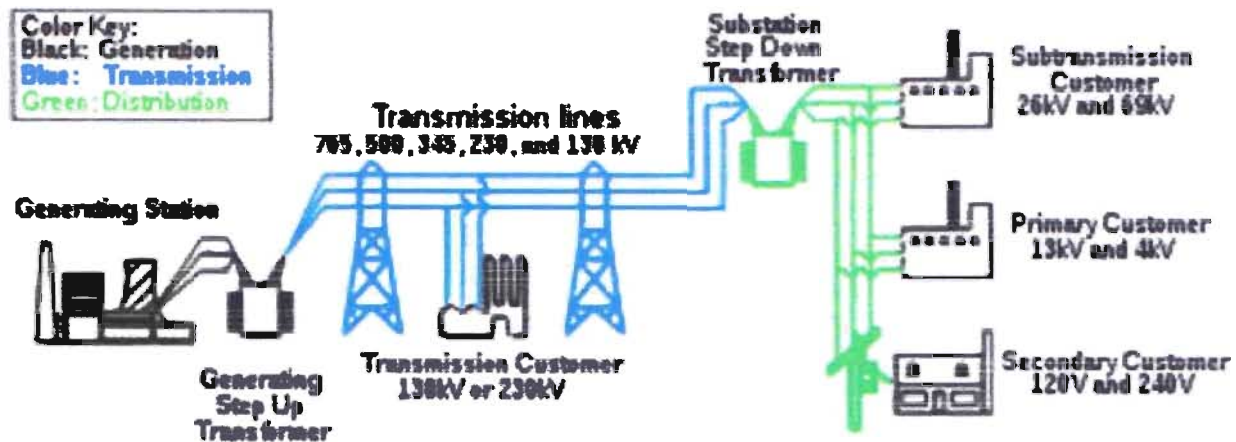 Color Key:
Black: Generation
Blue: Transmission
Green: Distribution
Substation
Step Down
Transformer
Subtransmission
Customer
26kV and 69kV
Transmission lines
765, 500, 345, 230, and 138 kV
Generating Station
Primary Customer
13kV and 4kV
Transmission Customer
138kV or 230kV
Generating
Step Up
Transformer
Secondary Customer
120V and 240V